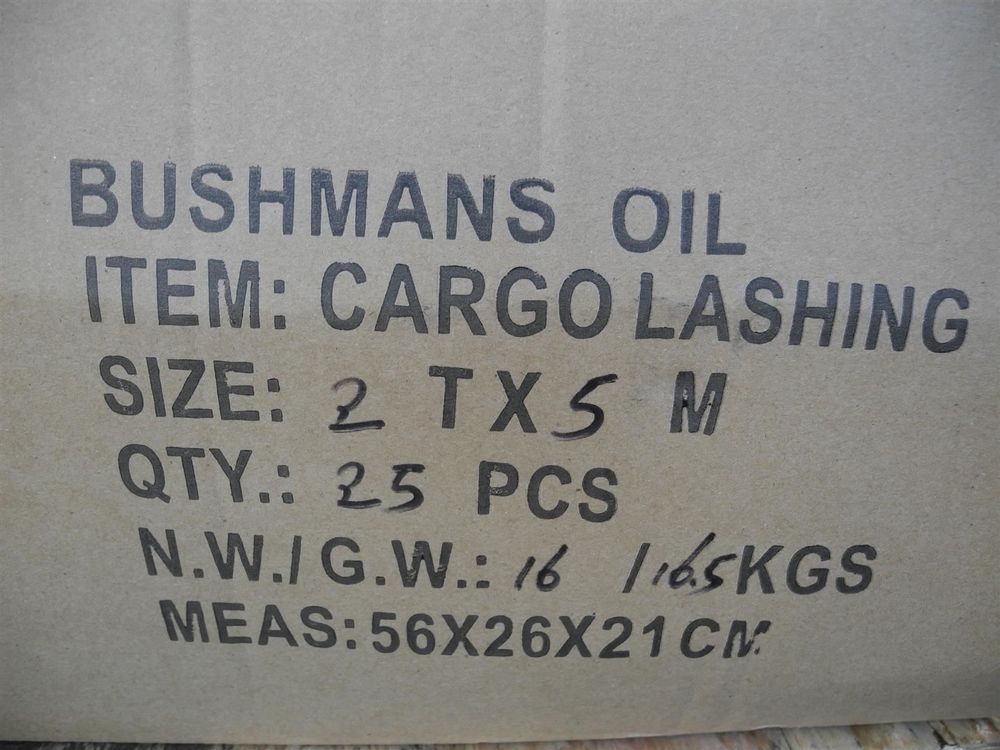 BUSHMANS OIL
ITEM: CARGO LASHING
SIZE: 2 T X 5 M
QTY.: 25 PCS
N.W./G.W.: 16 /16.5KGS
MEAS: 56X26X21CM